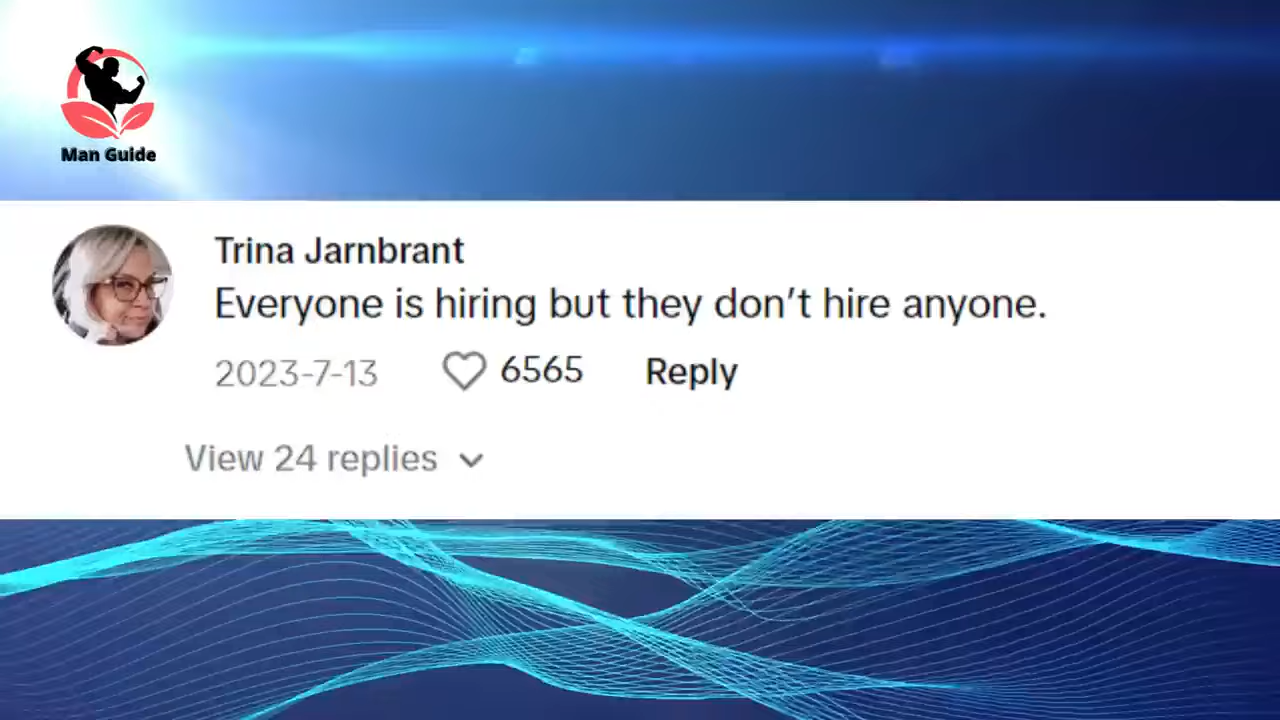 Man Guide
Trina Jarnbrant
Everyone is hiring but they don’t hire anyone.
2023-7-13 6565 Reply
View 24 replies